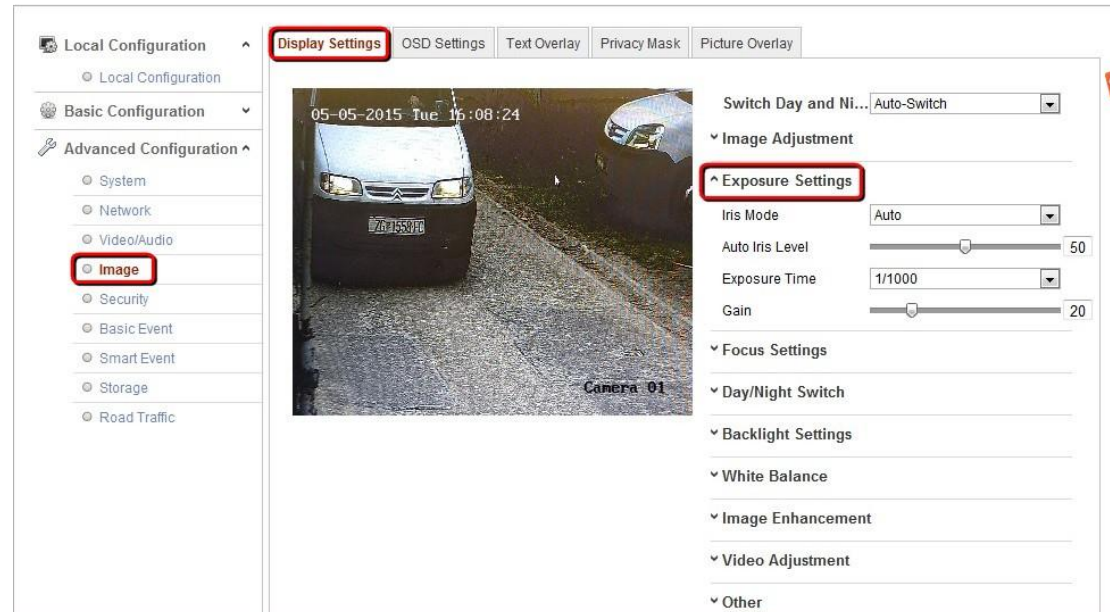 Local Configuration
Local Configuration
Basic Configuration
Advanced Configuration
System
Network
Video/Audio
Image
Security
Basic Event
Smart Event
Storage
Road Traffic
Display Settings
OSD Settings
Text Overlay
Privacy Mask
Picture Overlay
05-05-2015 Tue 16:08:24
Camera 01
Switch Day and Ni... Auto-Switch
Image Adjustment
Exposure Settings
Iris Mode Auto
Auto Iris Level 50
Exposure Time 1/1000
Gain 20
Focus Settings
Day/Night Switch
Backlight Settings
White Balance
Image Enhancement
Video Adjustment
Other